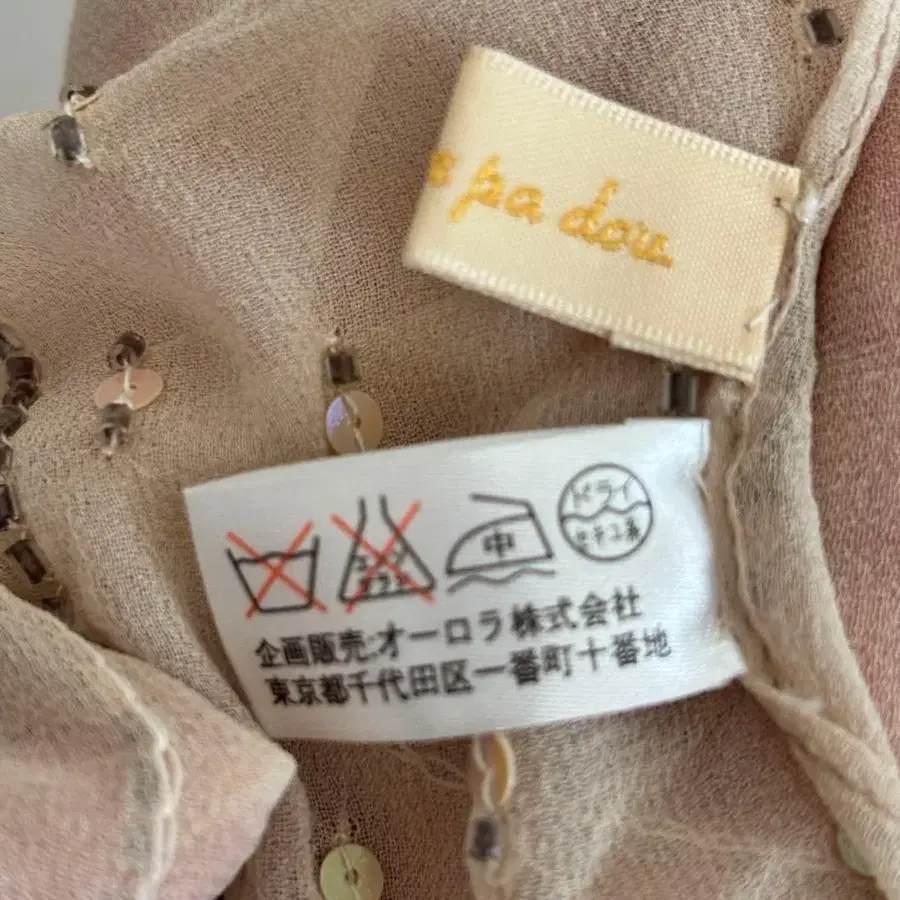 pa dou
ドライ
セキユ系
中
企画販売:オーロラ株式会社
東京都千代田区一番町十番地